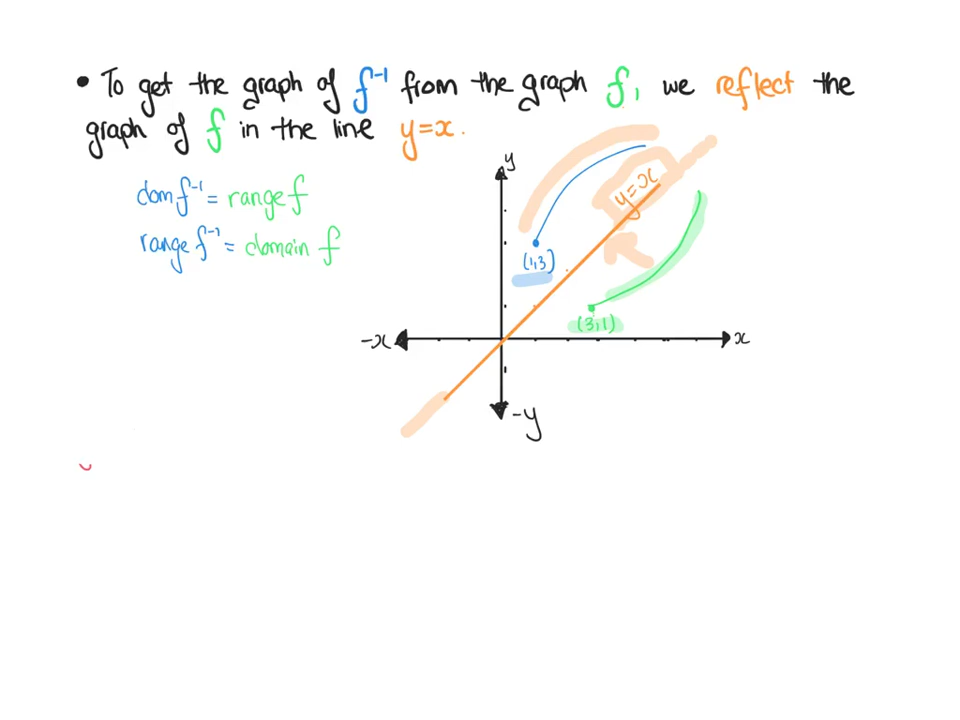 • To get the graph of f⁻¹ from the graph f, we reflect the
graph of f in the line y=x.
dom f⁻¹ = range f
range f⁻¹ = domain f
y
y=x
(1,3)
(3,1)
-x
x
-y